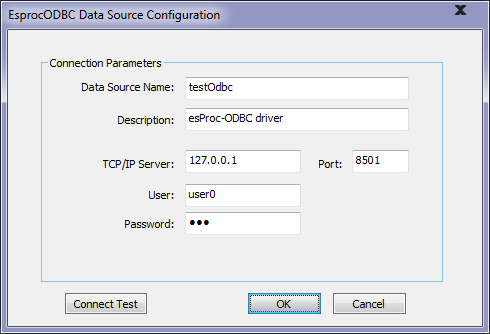 EsprocODBC Data Source Configuration
Connection Parameters
Data Source Name: testOdbc
Description: esProc-ODBC driver
TCP/IP Server: 127.0.0.1 Port: 8501
User: user0
Password: •••
Connect Test OK Cancel